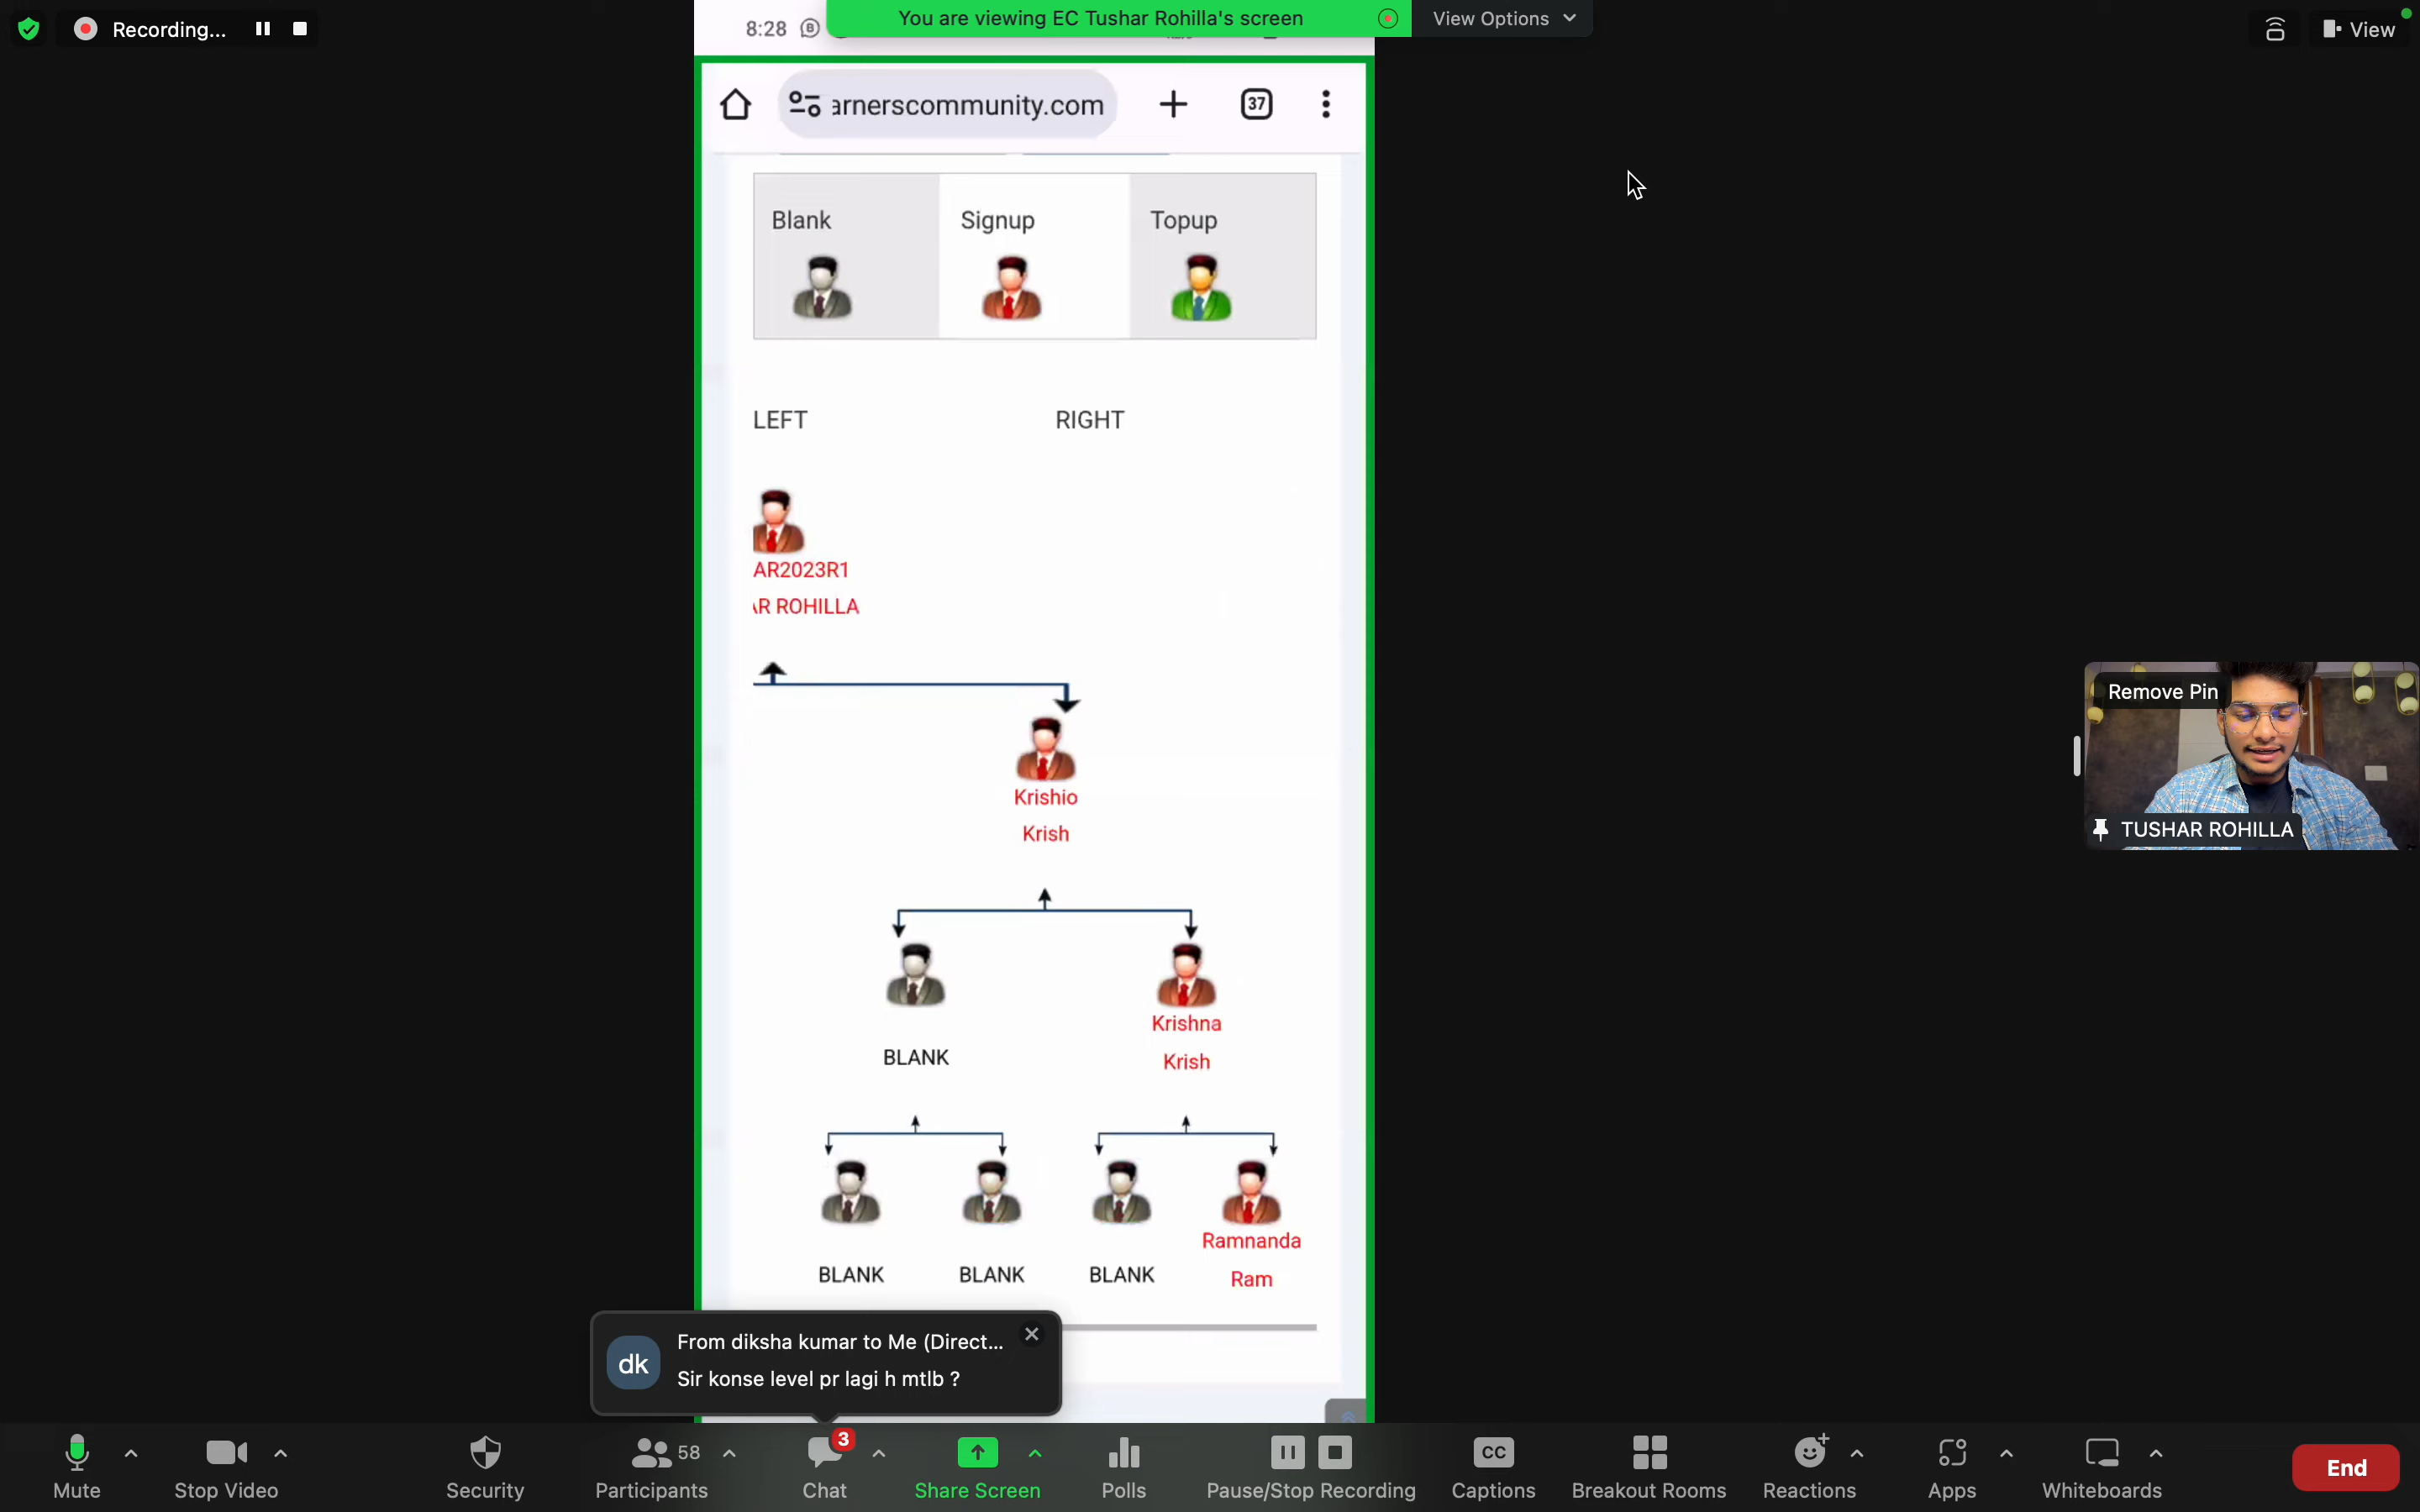 Recording...
8:28
You are viewing EC Tushar Rohilla's screen
View Options
View
arnerscommunity.com
37
Blank
Signup
Topup
LEFT
RIGHT
AR2023R1
AR ROHILLA
Krishio
Krish
Krishna
BLANK
Krish
Ramnanda
BLANK
BLANK
BLANK
Ram
Remove Pin
TUSHAR ROHILLA
dk
From diksha kumar to Me (Direct...
Sir konse level pr lagi h mtlb ?
Mute
Stop Video
Security
58
Participants
3
Chat
Share Screen
Polls
Pause/Stop Recording
CC
Captions
Breakout Rooms
Reactions
Apps
Whiteboards
End